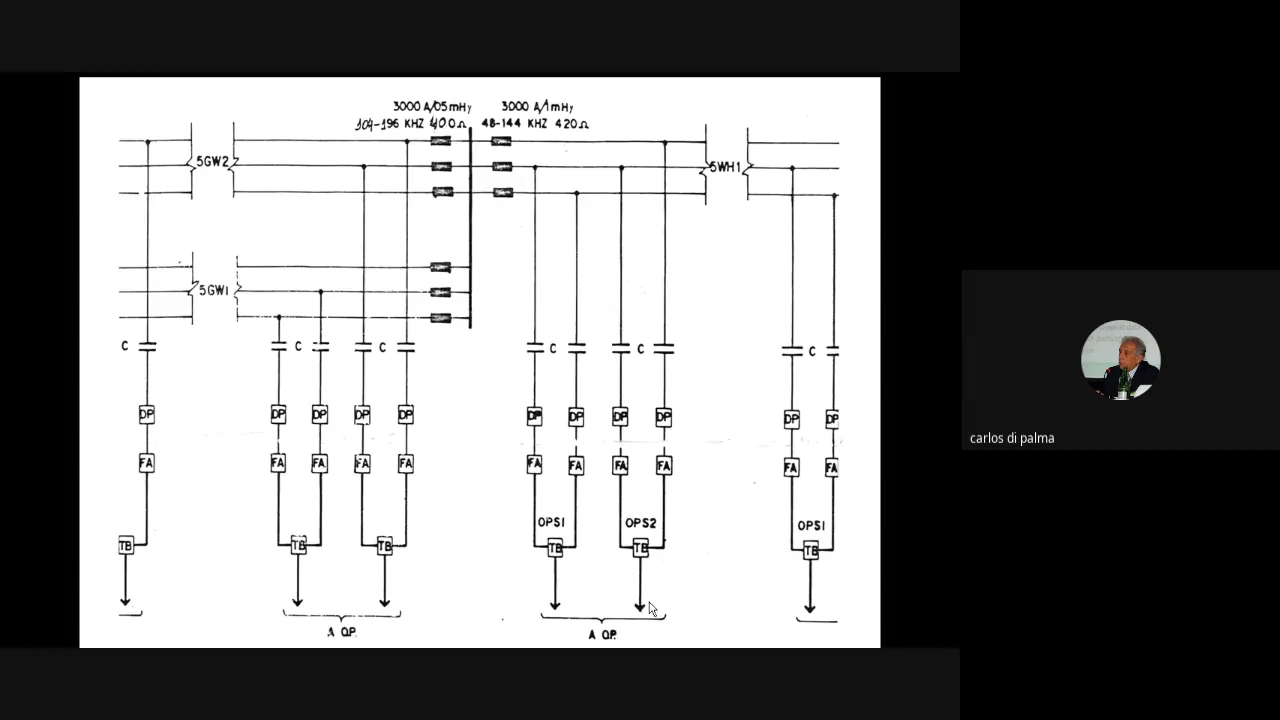 3000 A/05 mHy 3000 A/1 mHy
104-196 KHZ 400Ω 48-144 KHZ 420Ω
5GW2 5WH1
5GW1
C C C C C C
DP DP DP DP DP DP DP DP DP DP DP
FA FA FA FA FA FA FA FA FA FA FA
OPS1 OPS2 OPS1
TB TB TB TB TB TB
A O.P. A O.P.
carlos di palma